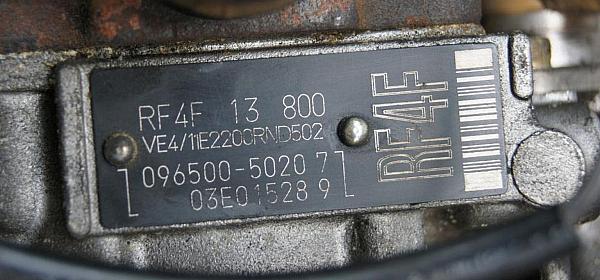 RF4F 13 800
VE4/11E2200RND502
096500-5020 7
03E01528 9
RF4F